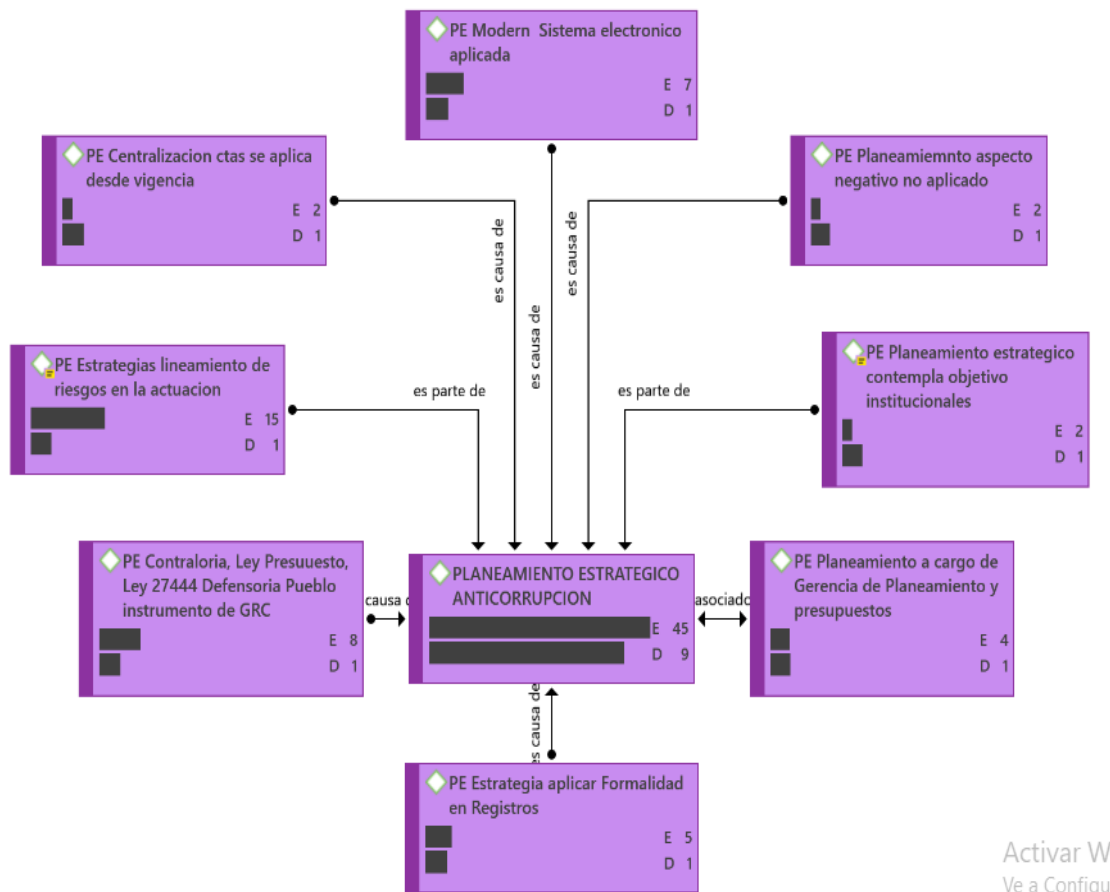 PE Modern Sistema electronico
aplicada
E 7
D 1
PE Centralizacion ctas se aplica
desde vigencia
E 2
D 1
PE Planeamiemnto aspecto
negativo no aplicado
E 2
D 1
es causa de
es causa de
es causa de
PE Estrategias lineamiento de
riesgos en la actuacion
E 15
D 1
es parte de
es parte de
PE Planeamiento estrategico
contempla objetivo
institucionales
E 2
D 1
PE Contraloria, Ley Presuuesto,
Ley 27444 Defensoria Pueblo
instrumento de GRC
E 8
D 1
causa d
PLANEAMIENTO ESTRATEGICO
ANTICORRUPCION
E 45
D 9
asociado
PE Planeamiento a cargo de
Gerencia de Planeamiento y
presupuestos
E 4
D 1
es causa de
PE Estrategia aplicar Formalidad
en Registros
E 5
D 1
Activar W
Ve a Configu